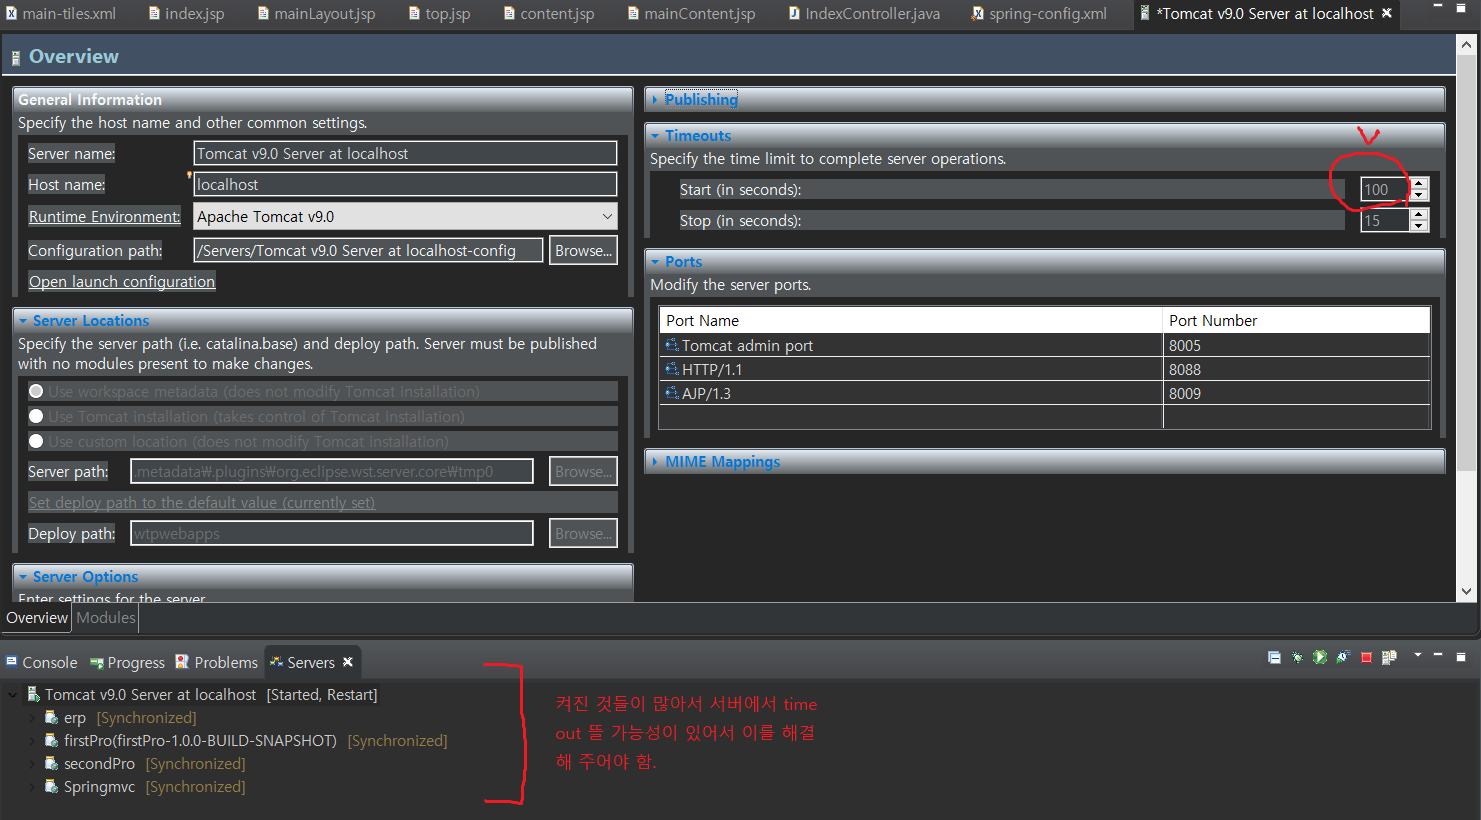 main-tiles.xml
index.jsp
mainLayout.jsp
top.jsp
content.jsp
mainContent.jsp
IndexController.java
spring-config.xml
*Tomcat v9.0 Server at localhost
Overview
General Information
Specify the host name and other common settings.
Server name:
Tomcat v9.0 Server at localhost
Host name:
localhost
Runtime Environment:
Apache Tomcat v9.0
Configuration path:
/Servers/Tomcat v9.0 Server at localhost-config
Browse...
Open launch configuration
Server Locations
Specify the server path (i.e. catalina.base) and deploy path. Server must be published
with no modules present to make changes.
Use workspace metadata (does not modify Tomcat installation)
Use Tomcat installation (takes control of Tomcat installation)
Use custom location (does not modify Tomcat installation)
Server path:
.metadata₩.plugins₩org.eclipse.wst.server.core₩tmp0
Browse...
Set deploy path to the default value (currently set)
Deploy path:
wtpwebapps
Browse...
Server Options
Enter settings for the server.
Publishing
Timeouts
Specify the time limit to complete server operations.
Start (in seconds):
100
Stop (in seconds):
15
Ports
Modify the server ports.
Port Name
Port Number
Tomcat admin port
8005
HTTP/1.1
8088
AJP/1.3
8009
MIME Mappings
Overview
Modules
Console
Progress
Problems
Servers
Tomcat v9.0 Server at localhost [Started, Restart]
erp [Synchronized]
firstPro(firstPro-1.0.0-BUILD-SNAPSHOT) [Synchronized]
secondPro [Synchronized]
Springmvc [Synchronized]
켜진 것들이 많아서 서버에서 time
out 뜰 가능성이 있어서 이를 해결
해 주어야 함.